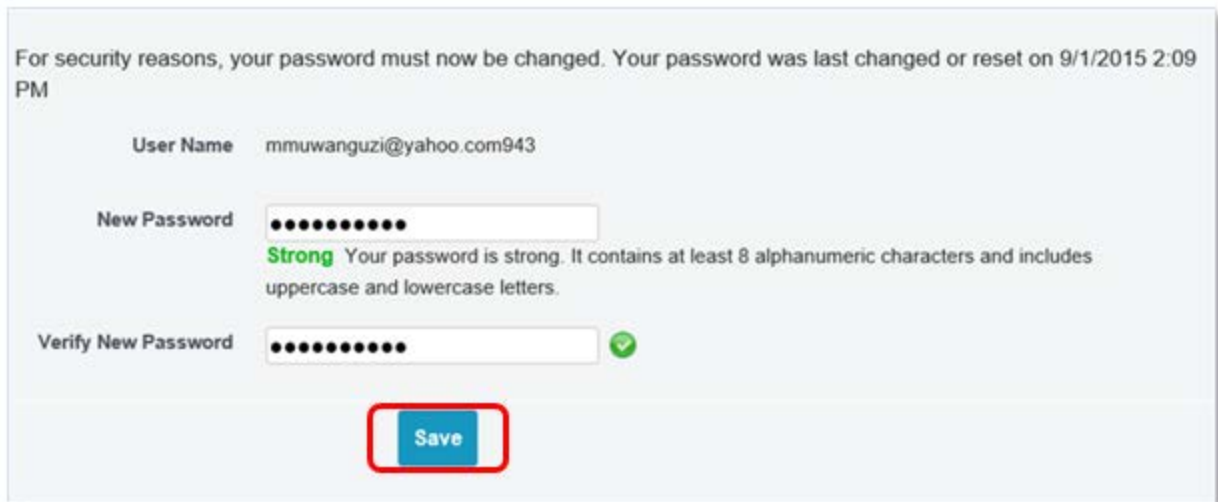 For security reasons, your password must now be changed. Your password was last changed or reset on 9/1/2015 2:09
PM
User Name mmuwanguzi@yahoo.com943
New Password ••••••••••
Strong Your password is strong. It contains at least 8 alphanumeric characters and includes
uppercase and lowercase letters.
Verify New Password ••••••••••
Save